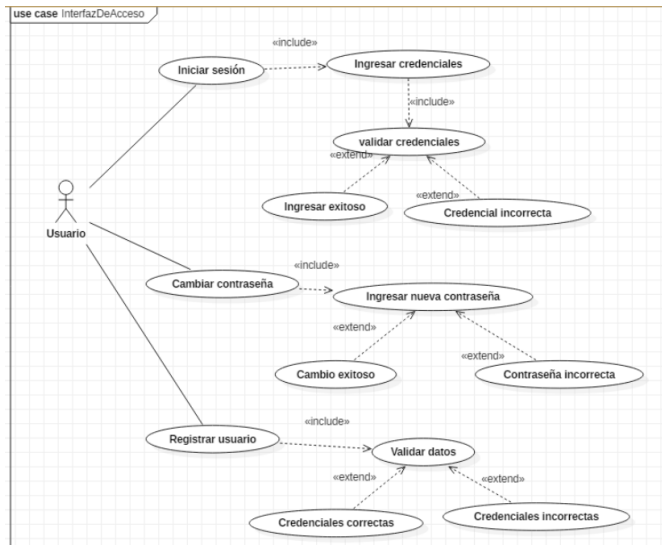 use case InterfazDeAcceso
«include»
Iniciar sesión
Ingresar credenciales
«include»
validar credenciales
«extend»
«extend»
Ingresar exitoso
Credencial incorrecta
Usuario
«include»
Cambiar contraseña
Ingresar nueva contraseña
«extend»
«extend»
Cambio exitoso
Contraseña incorrecta
«include»
Registrar usuario
Validar datos
«extend»
«extend»
Credenciales correctas
Credenciales incorrectas